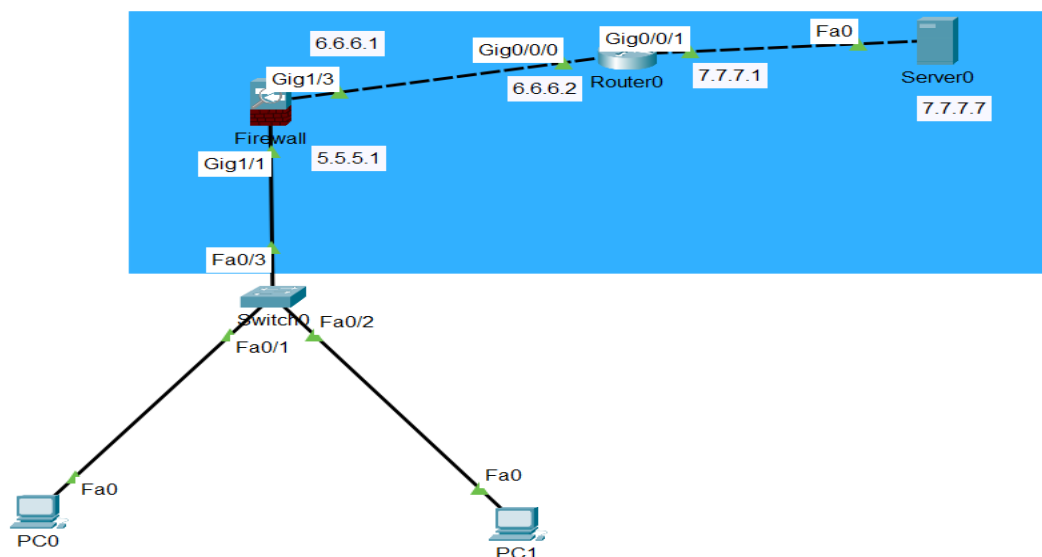 6.6.6.1
Gig0/0/0
Gig0/0/1
Fa0
Gig1/3
Router0
7.7.7.1
Server0
6.6.6.2
7.7.7.7
Firewall
Gig1/1
5.5.5.1
Fa0/3
Switch0
Fa0/2
Fa0/1
Fa0
Fa0
PC0
PC1